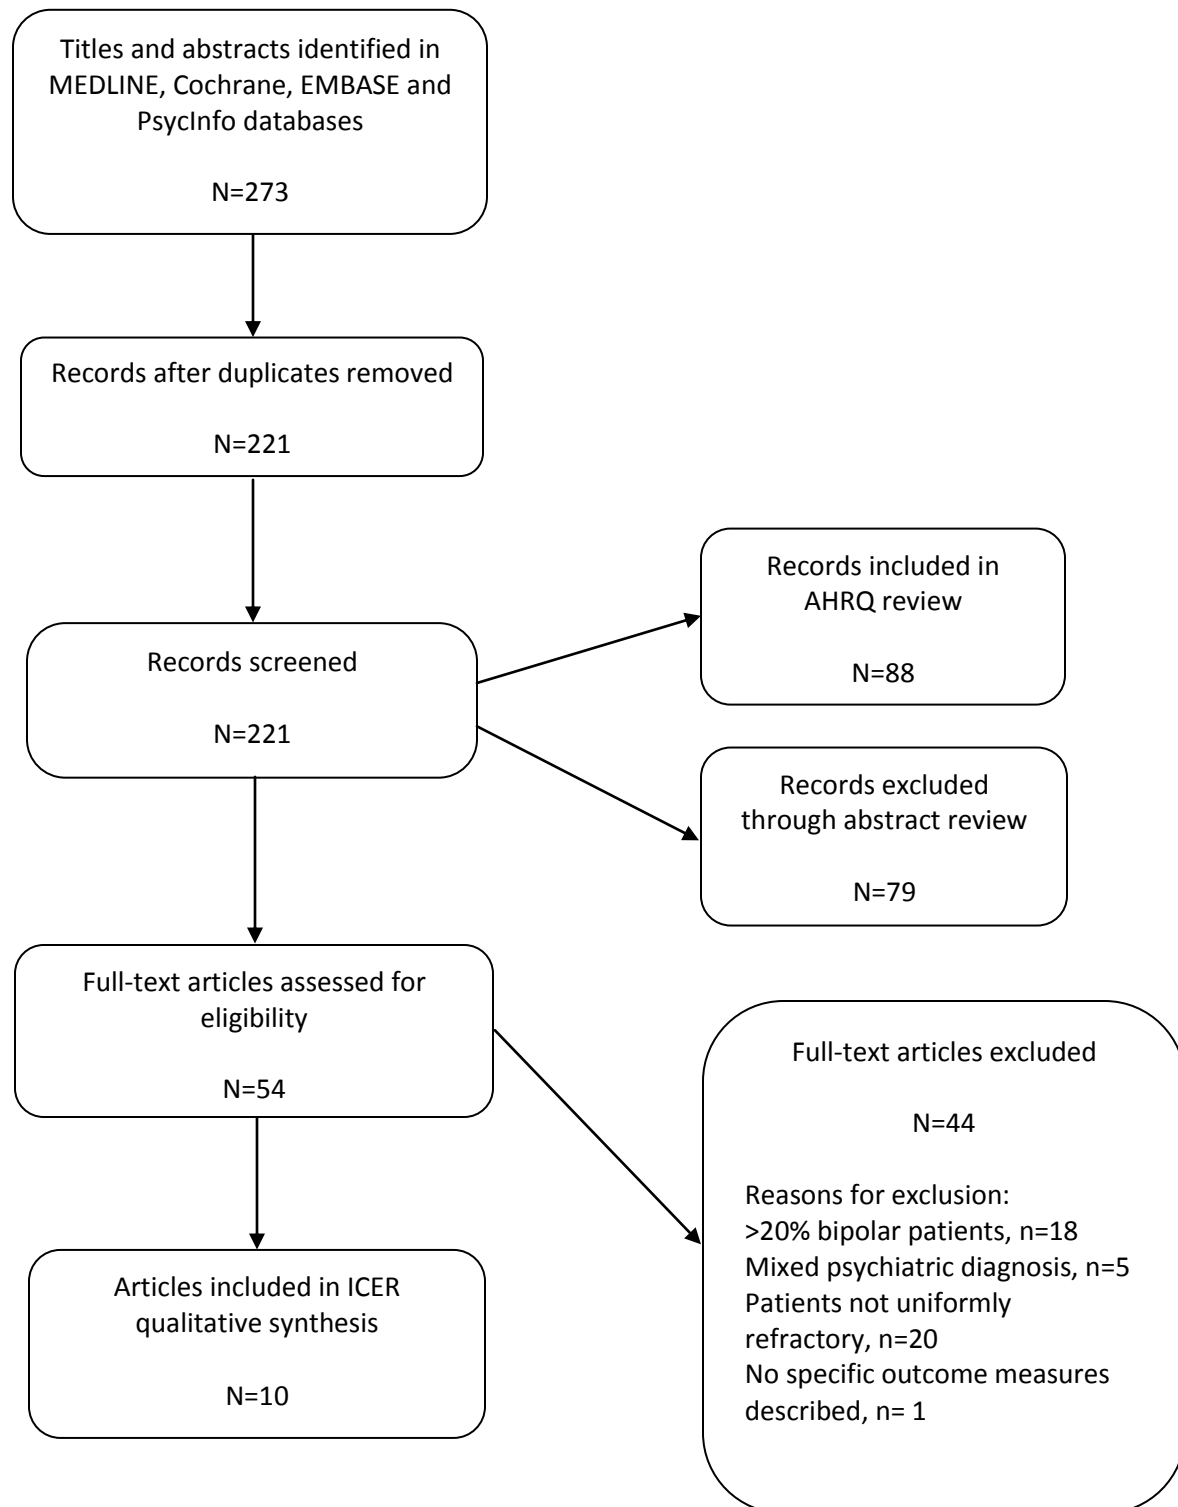 Titles and abstracts identified in
MEDLINE, Cochrane, EMBASE and
PsycInfo databases
N=273
Records after duplicates removed
N=221
Records screened
N=221
Records included in
AHRQ review
N=88
Records excluded
through abstract review
N=79
Full-text articles assessed for
eligibility
N=54
Full-text articles excluded
N=44
Reasons for exclusion:
>20% bipolar patients, n=18
Mixed psychiatric diagnosis, n=5
Patients not uniformly
refractory, n=20
No specific outcome measures
described, n= 1
Articles included in ICER
qualitative synthesis
N=10